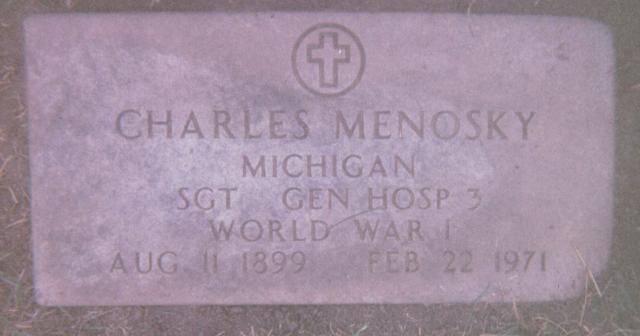 CHARLES MENOSKY
MICHIGAN
SGT GEN HOSP 3
WORLD WAR I
AUG 11 1899 FEB 22 1971